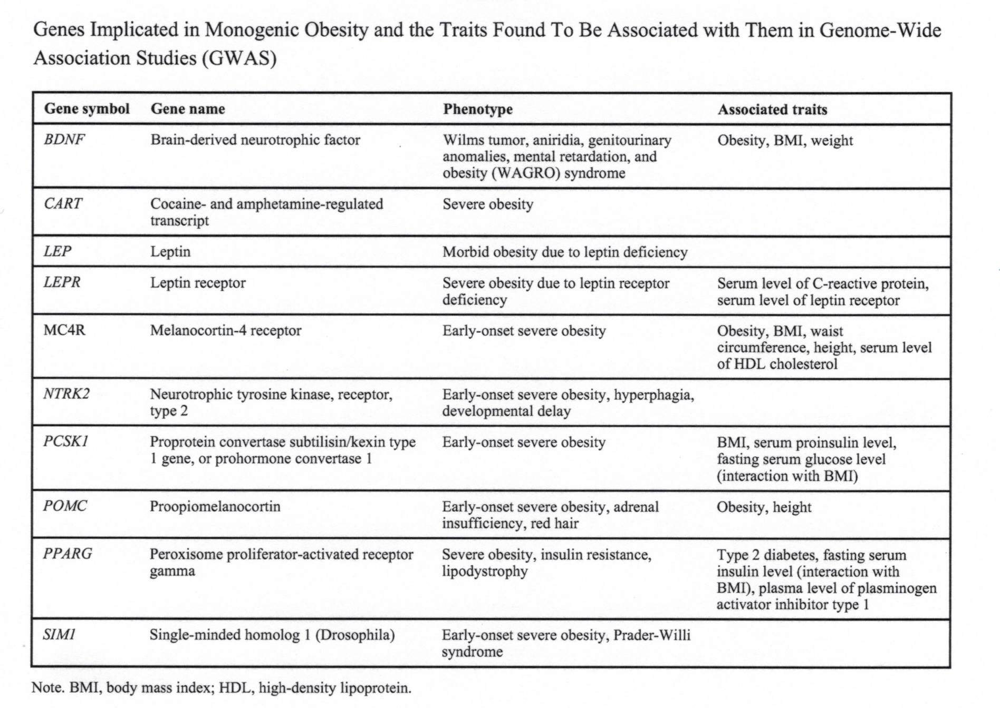 Genes Implicated in Monogenic Obesity and the Traits Found To Be Associated with Them in Genome-Wide
Association Studies (GWAS)
Gene symbol Gene name Phenotype Associated traits
BDNF Brain-derived neurotrophic factor Wilms tumor, aniridia, genitourinary Obesity, BMI, weight
anomalies, mental retardation, and
obesity (WAGRO) syndrome
CART Cocaine- and amphetamine-regulated Severe obesity
transcript
LEP Leptin Morbid obesity due to leptin deficiency
LEPR Leptin receptor Severe obesity due to leptin receptor Serum level of C-reactive protein,
deficiency serum level of leptin receptor
MC4R Melanocortin-4 receptor Early-onset severe obesity Obesity, BMI, waist
circumference, height, serum level
of HDL cholesterol
NTRK2 Neurotrophic tyrosine kinase, receptor, Early-onset severe obesity, hyperphagia,
type 2 developmental delay
PCSK1 Proprotein convertase subtilisin/kexin type Early-onset severe obesity BMI, serum proinsulin level,
1 gene, or prohormone convertase 1 fasting serum glucose level
(interaction with BMI)
POMC Proopiomelanocortin Early-onset severe obesity, adrenal Obesity, height
insufficiency, red hair
PPARG Peroxisome proliferator-activated receptor Severe obesity, insulin resistance, Type 2 diabetes, fasting serum
gamma lipodystrophy insulin level (interaction with
BMI), plasma level of plasminogen
activator inhibitor type 1
SIM1 Single-minded homolog 1 (Drosophila) Early-onset severe obesity, Prader-Willi
syndrome
Note. BMI, body mass index; HDL, high-density lipoprotein.